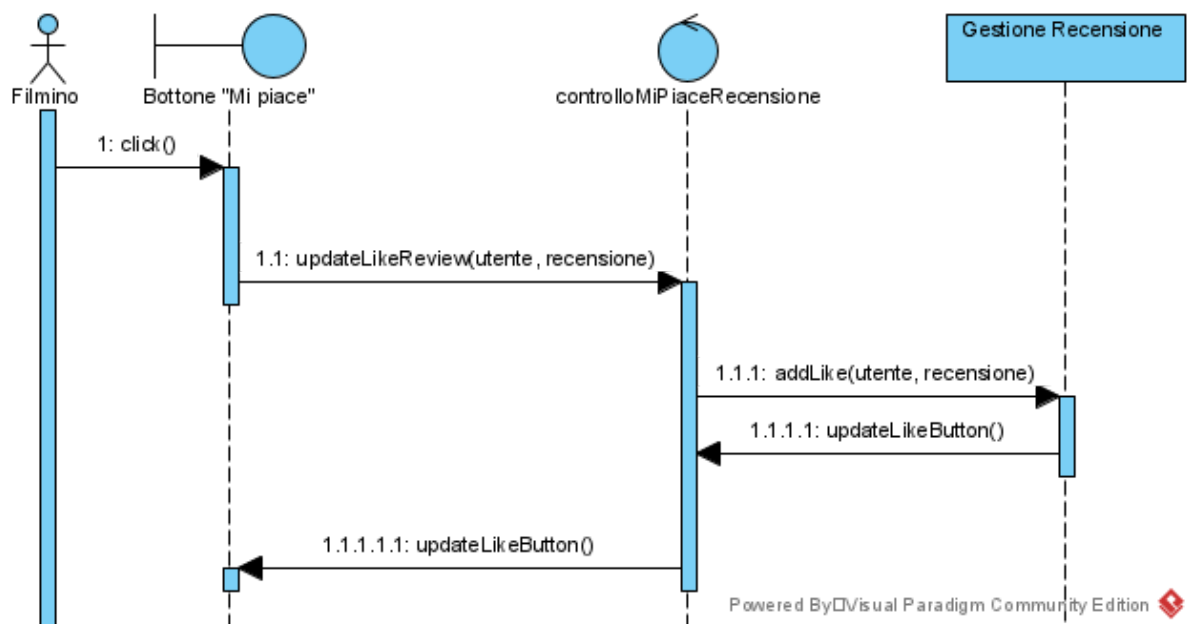 Gestione Recensione
Filmino
Bottone "Mi piace"
controlloMiPiaceRecensione
1: click()
1.1: updateLikeReview(utente, recensione)
1.1.1: addLike(utente, recensione)
1.1.1.1: updateLikeButton()
1.1.1.1.1: updateLikeButton()
Powered By□Visual Paradigm Community Edition